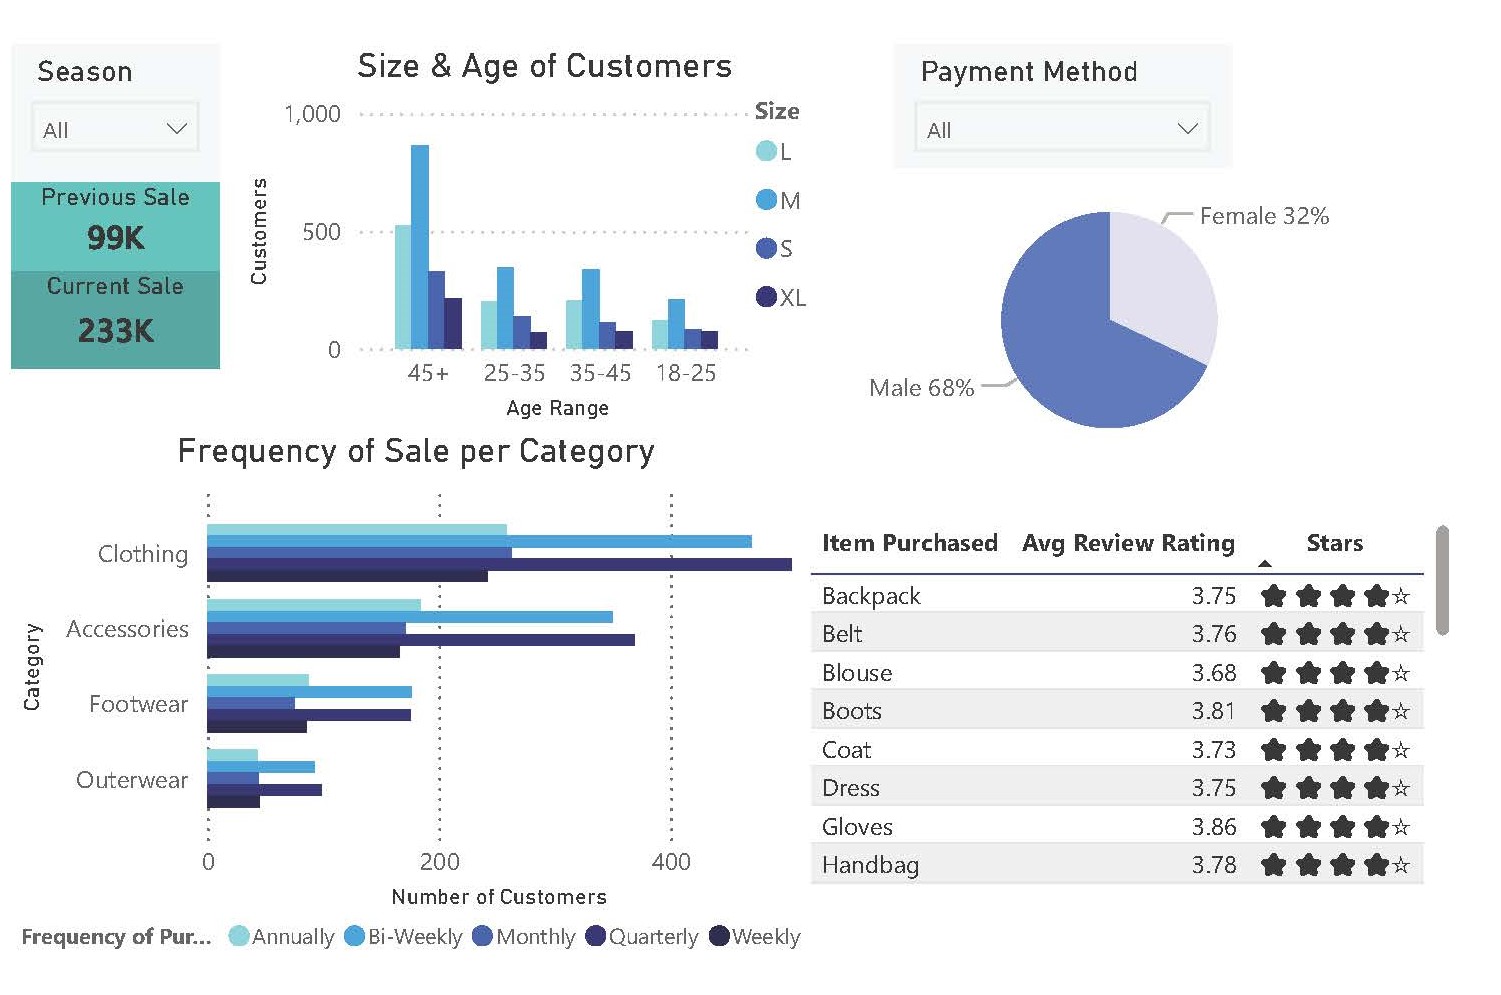 Season
All
Previous Sale
99K
Current Sale
233K
Size & Age of Customers
1,000
500
0
Customers
45+ 25-35 35-45 18-25
Age Range
Size
L
M
S
XL
Payment Method
All
Female 32%
Male 68%
Frequency of Sale per Category
Category
Clothing
Accessories
Footwear
Outerwear
0 200 400
Number of Customers
Frequency of Pur... Annually Bi-Weekly Monthly Quarterly Weekly
Item Purchased Avg Review Rating Stars
Backpack 3.75 ★★★★☆
Belt 3.76 ★★★★☆
Blouse 3.68 ★★★★☆
Boots 3.81 ★★★★☆
Coat 3.73 ★★★★☆
Dress 3.75 ★★★★☆
Gloves 3.86 ★★★★☆
Handbag 3.78 ★★★★☆